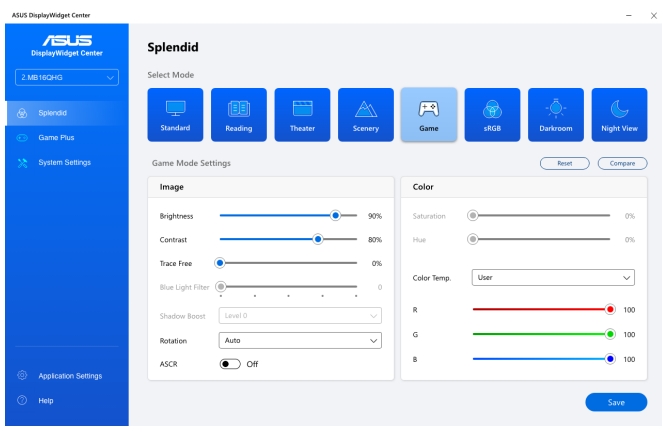 ASUS DisplayWidget Center
ASUS
DisplayWidget Center
2.MB16QHG
Splendid
Game Plus
System Settings
Application Settings
Help
Splendid
Select Mode
Standard
Reading
Theater
Scenery
Game
sRGB
Darkroom
Night View
Game Mode Settings
Reset
Compare
Image
Brightness 90%
Contrast 80%
Trace Free 0%
Blue Light Filter 0
Shadow Boost Level 0
Rotation Auto
ASCR Off
Color
Saturation 0%
Hue 0%
Color Temp. User
R 100
G 100
B 100
Save